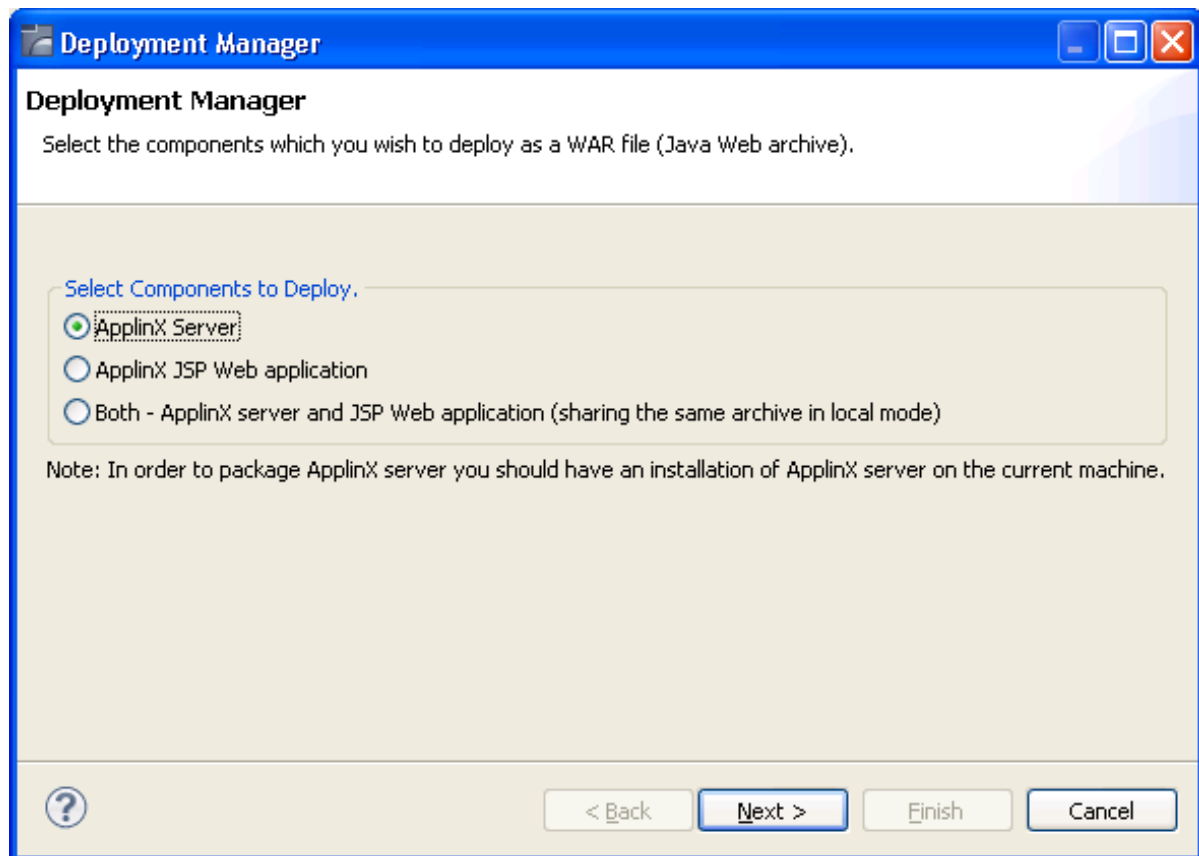 Deployment Manager
Deployment Manager
Select the components which you wish to deploy as a WAR file (Java Web archive).
Select Components to Deploy.
ApplinX Server
ApplinX JSP Web application
Both - ApplinX server and JSP Web application (sharing the same archive in local mode)
Note: In order to package ApplinX server you should have an installation of ApplinX server on the current machine.
? < Back Next > Finish Cancel